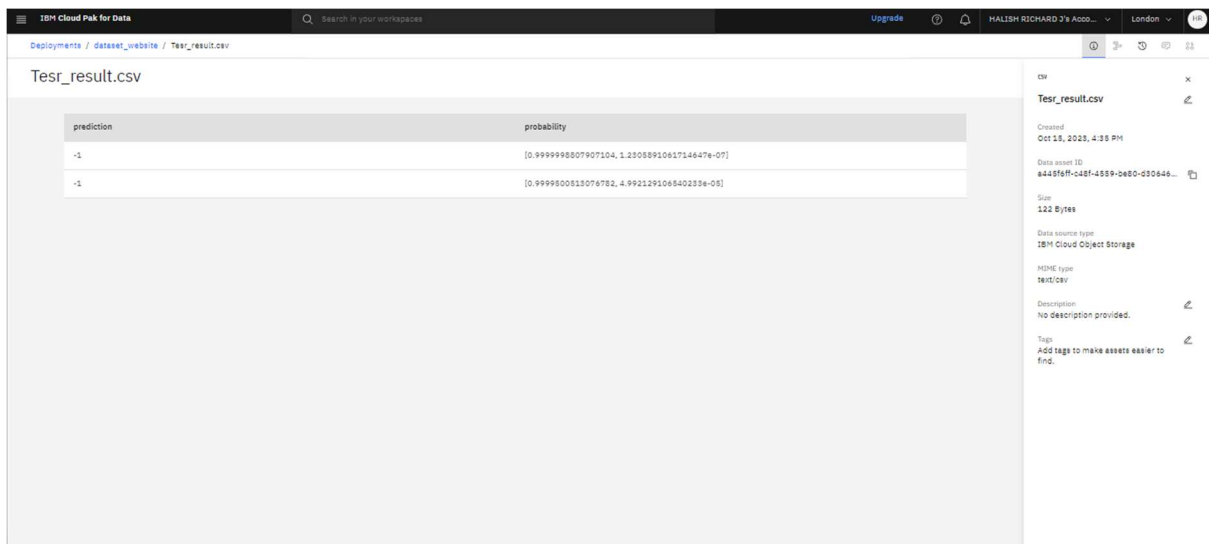 IBM Cloud Pak for Data
Search in your workspaces
Upgrade
HALISH RICHARD J's Acco...
London
HR
Deployments / dataset_website / Tesr_result.csv
Tesr_result.csv
prediction probability
-1 [0.9999998807907104, 1.2305891061714647e-07]
-1 [0.9999500513076782, 4.992129106540233e-05]
CSV
Tesr_result.csv
Created
Oct 15, 2023, 4:35 PM
Data asset ID
a445f6ff-c48f-4559-be80-d30646...
Size
122 Bytes
Data source type
IBM Cloud Object Storage
MIME type
text/csv
Description
No description provided.
Tags
Add tags to make assets easier to
find.